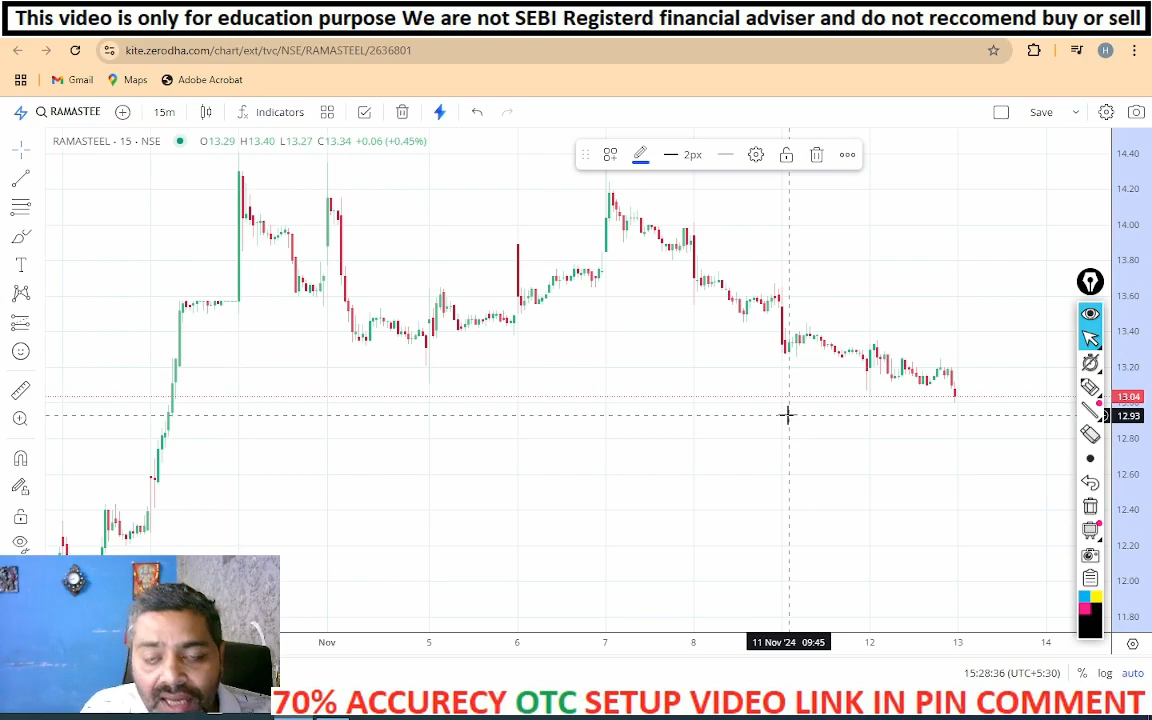 This video is only for education purpose We are not SEBI Registerd financial adviser and do not reccomend buy or sell
kite.zerodha.com/chart/ext/tvc/NSE/RAMASTEEL/2636801
H
Gmail
Maps
Adobe Acrobat
RAMASTEE
15m
Indicators
Save
RAMASTEEL · 15 · NSE O13.29 H13.40 L13.27 C13.34 +0.06 (+0.45%)
2px
14.40
14.20
14.00
13.80
13.60
13.40
13.20
13.04
12.93
12.80
12.60
12.40
12.20
12.00
11.80
Nov 5 6 7 8 11 Nov '24 09:45 12 13 14
15:28:36 (UTC+5:30) % log auto
70% ACCURECY OTC SETUP VIDEO LINK IN PIN COMMENT